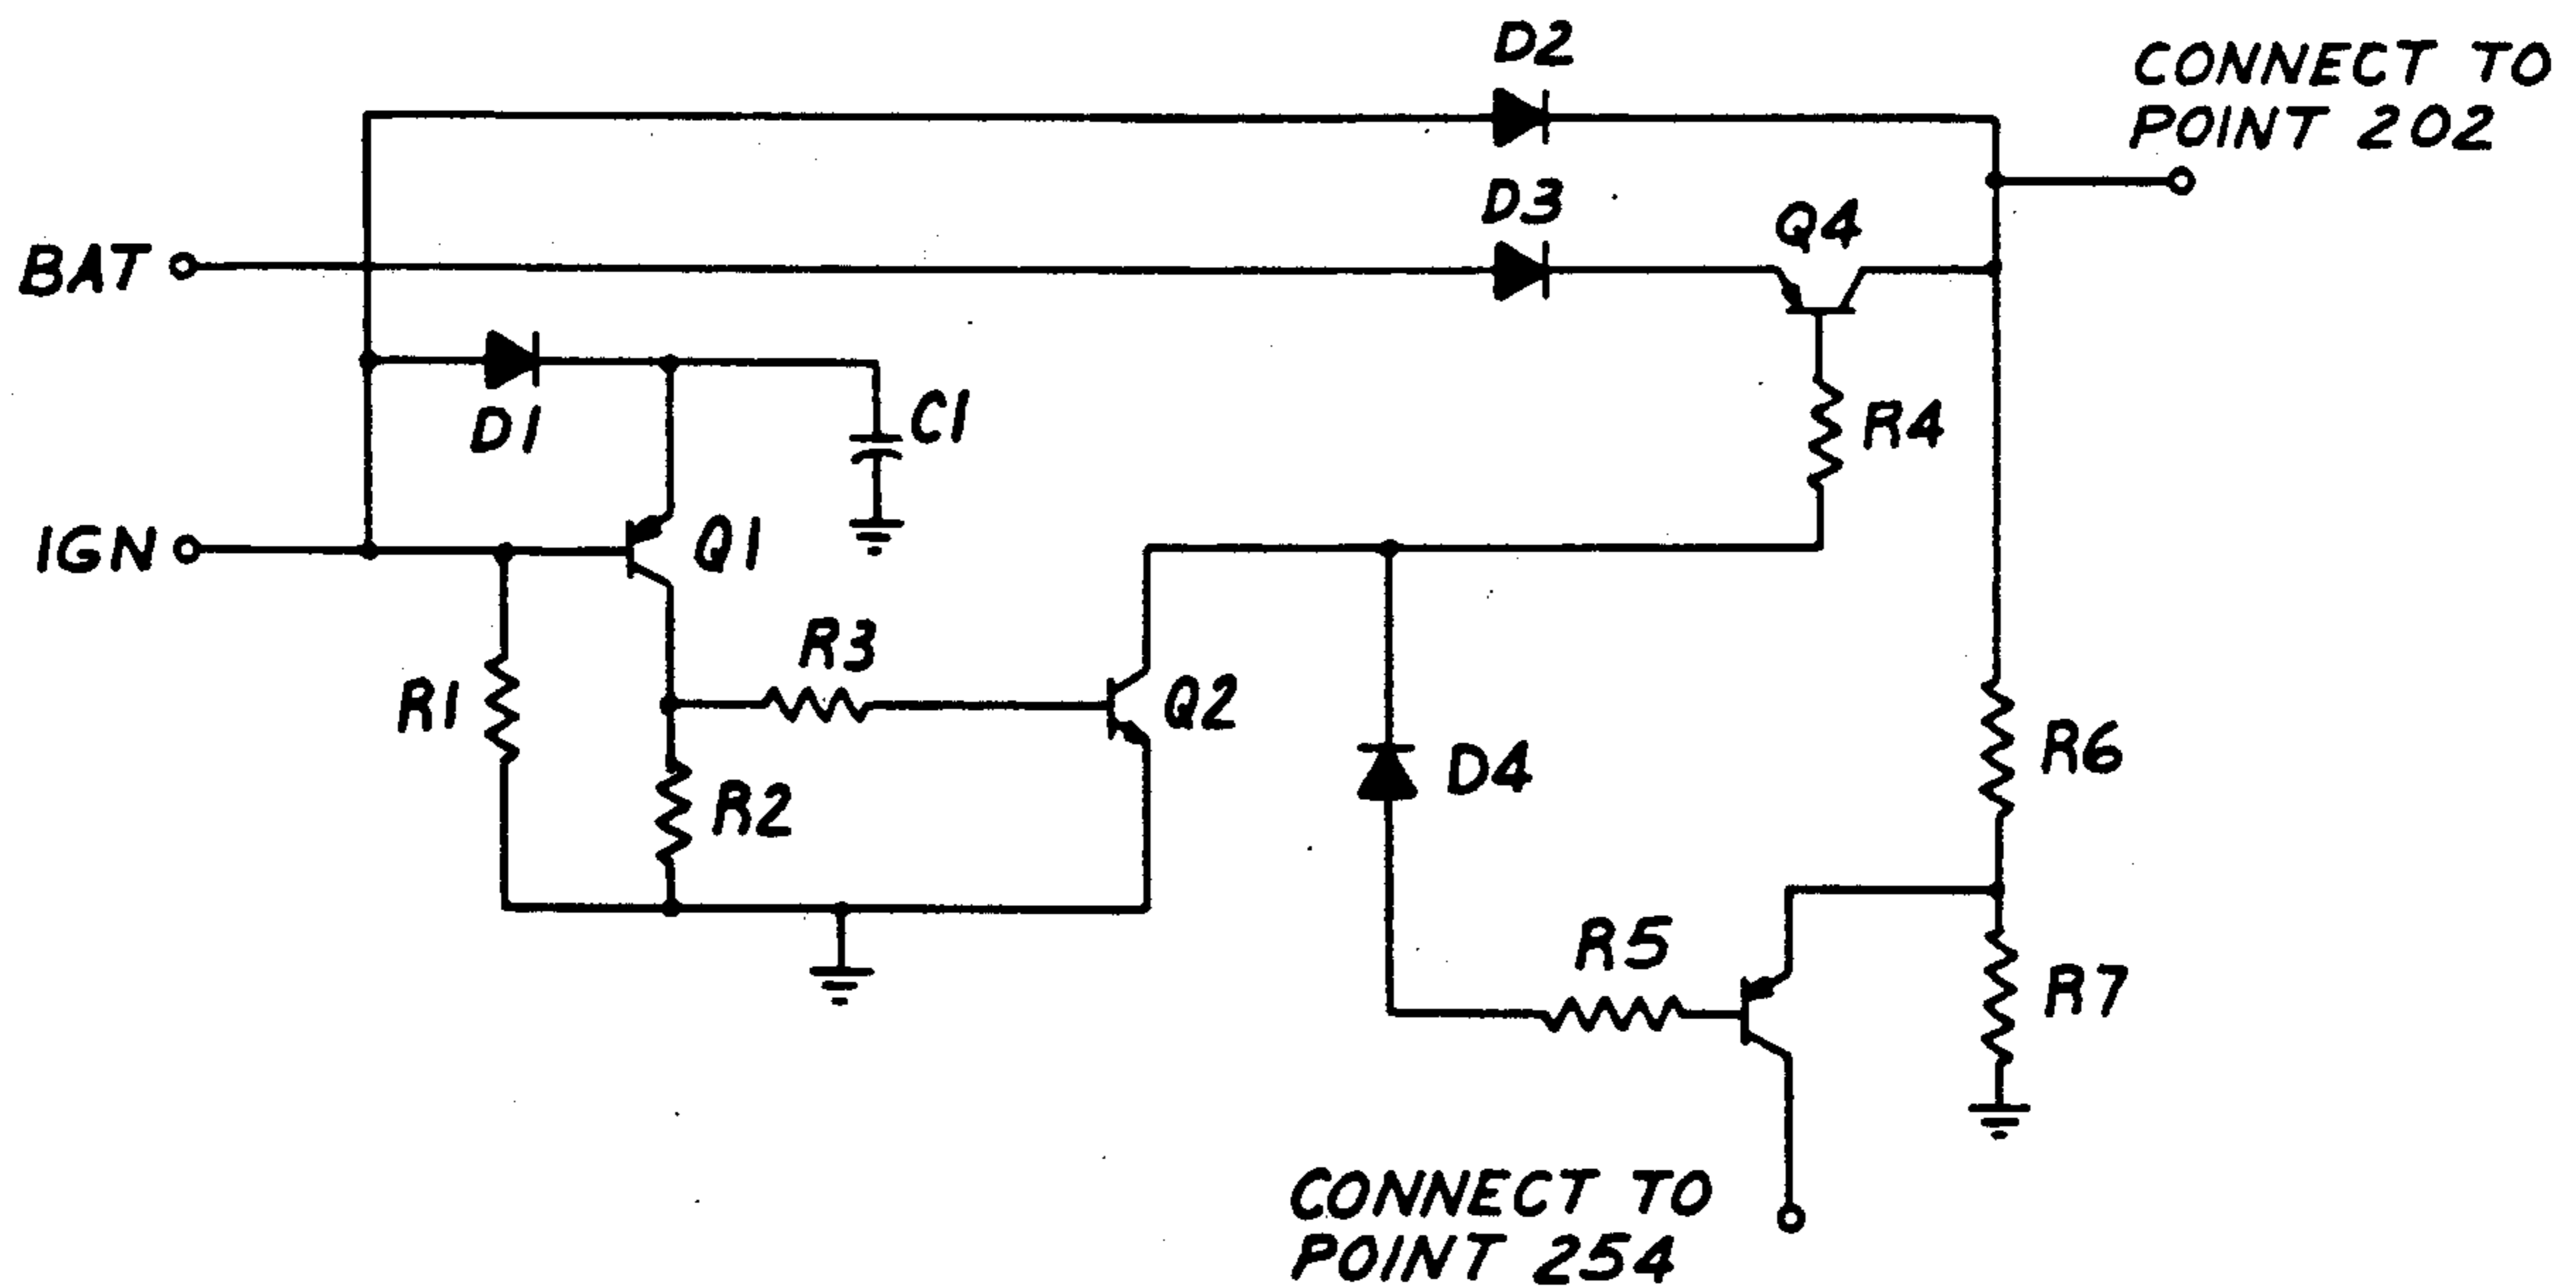 D2
CONNECT TO
POINT 202
D3
Q4
BAT
D1
C1
R4
IGN
Q1
R3
R1
Q2
R2
D4
R6
R5
R7
CONNECT TO
POINT 254